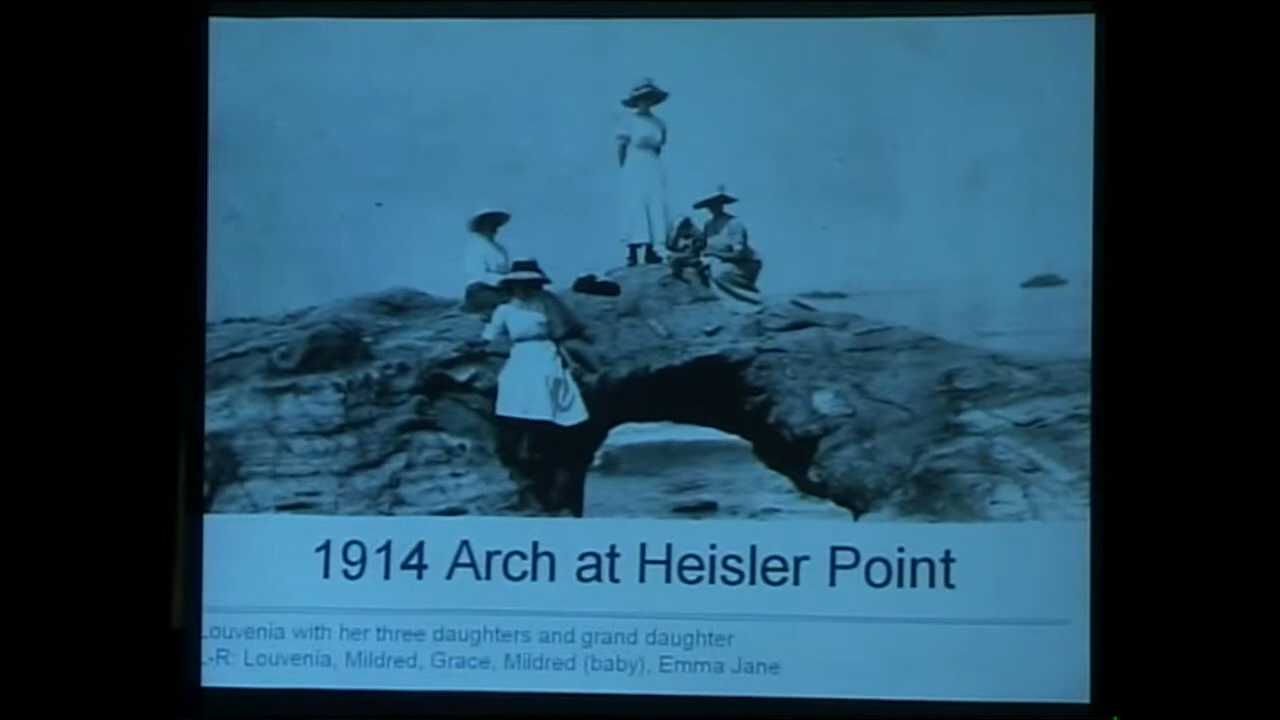 1914 Arch at Heisler Point
Louvenia with her three daughters and grand daughter
L-R: Louvenia, Mildred, Grace, Mildred (baby), Emma Jane